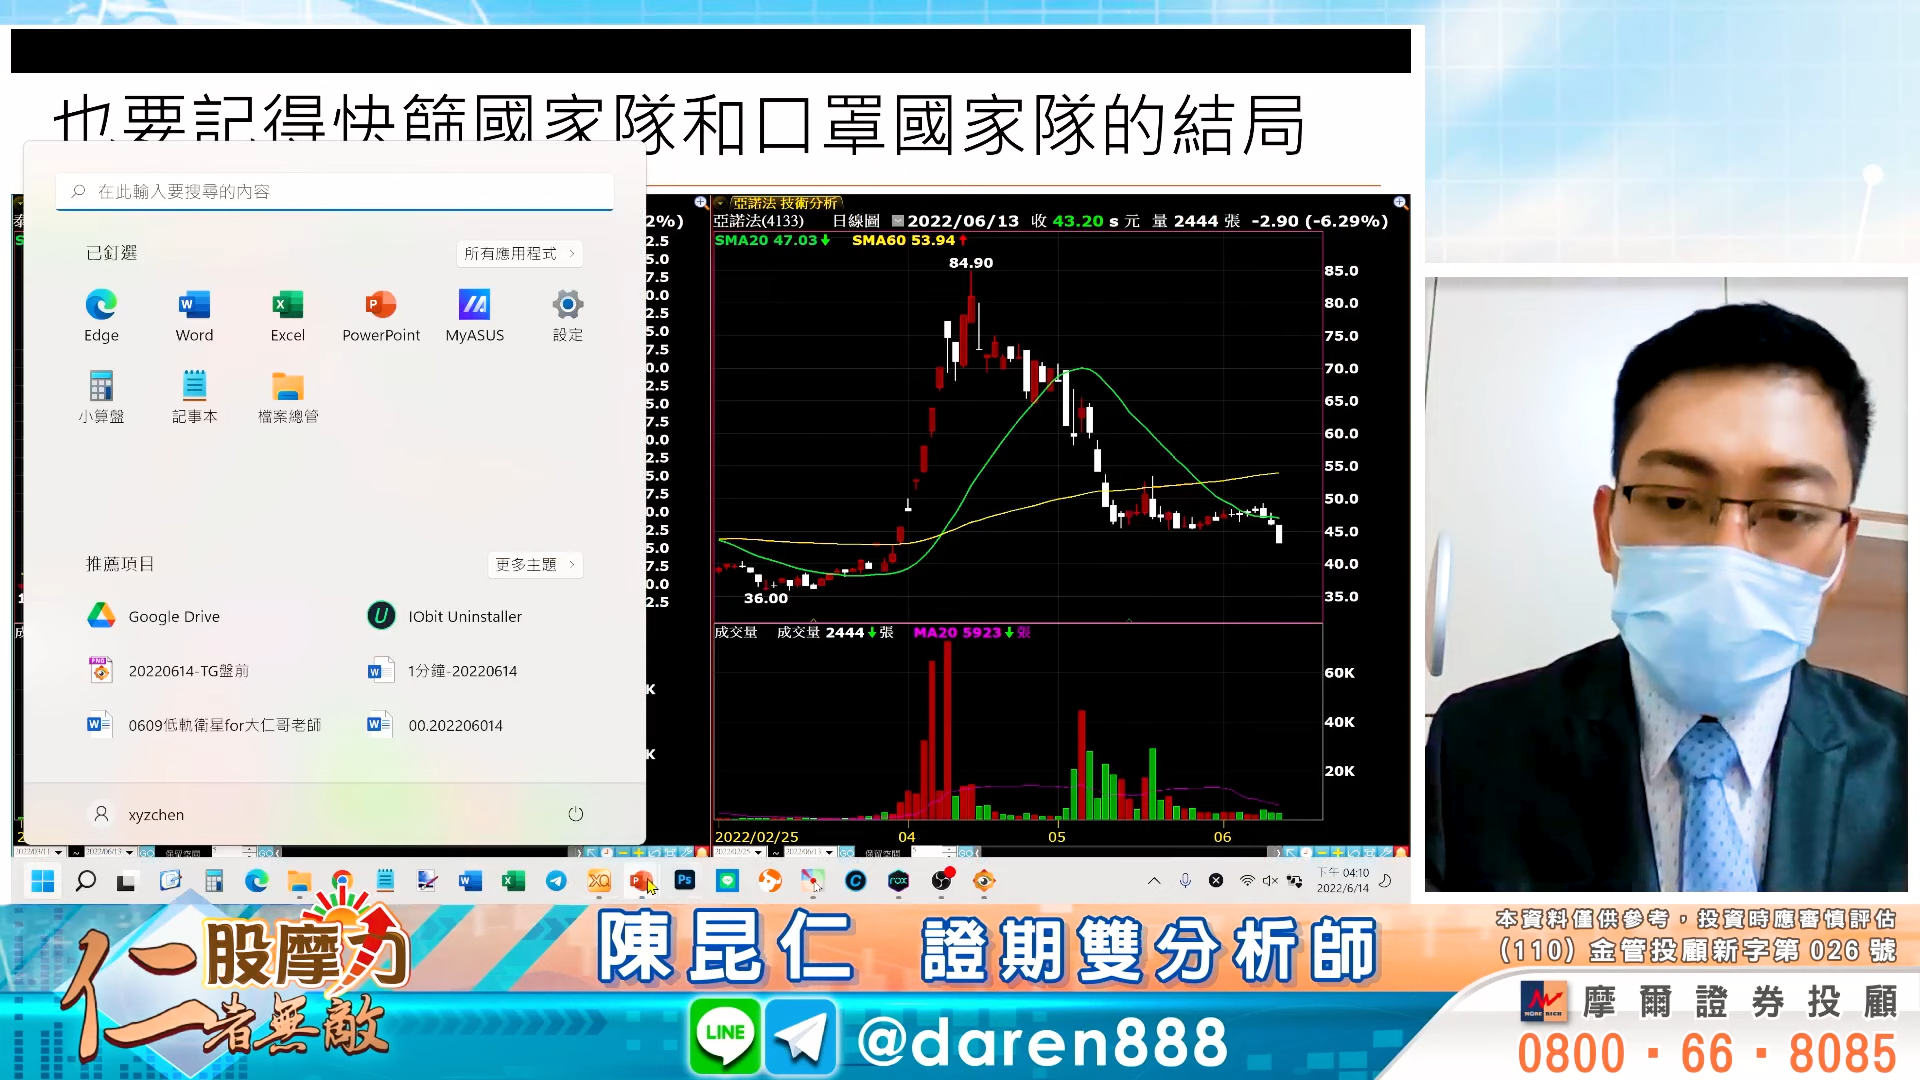 也要記得快篩國家隊和口罩國家隊的結局
在此輸入要搜尋的內容
已釘選
所有應用程式
Edge
Word
Excel
PowerPoint
MyASUS
設定
小算盤
記事本
檔案總管
推薦項目
更多主題
Google Drive
IObit Uninstaller
20220614-TG盤前
1分鐘-20220614
0609低軌衛星for大仁哥老師
00.202206014
xyzchen
2%)
亞諾法 技術分析
亞諾法(4133) 日線圖 2022/06/13 收 43.20 s 元 量 2444 張 -2.90 (-6.29%)
SMA20 47.03↓ SMA60 53.94↑
84.90
36.00
85.0
80.0
75.0
70.0
65.0
60.0
55.0
50.0
45.0
40.0
35.0
成交量 成交量 2444↓張 MA20 5923↓張
60K
40K
20K
2022/02/25 04 05 06
下午 04:10
2022/6/14
股摩力
仁者無敵
陳昆仁 證期雙分析師
LINE
@daren888
本資料僅供參考，投資時應審慎評估
(110) 金管投顧新字第 026 號
摩爾證券投顧
0800·66·8085